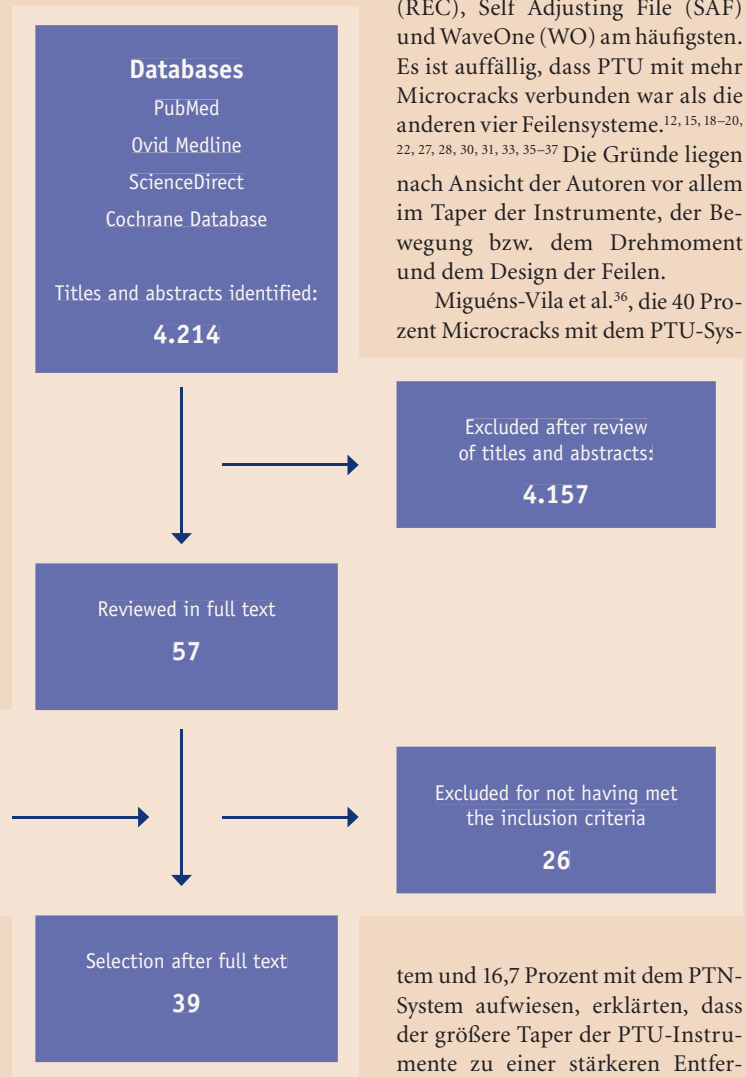 (REC), Self Adjusting File (SAF)
und WaveOne (WO) am häufigsten.
Es ist auffällig, dass PTU mit mehr
Microcracks verbunden war als die
anderen vier Feilensysteme.12, 15, 18–20,
22, 27, 28, 30, 31, 33, 35–37 Die Gründe liegen
nach Ansicht der Autoren vor allem
im Taper der Instrumente, der Be-
wegung bzw. dem Drehmoment
und dem Design der Feilen.
Miguéns-Vila et al.36, die 40 Pro-
zent Microcracks mit dem PTU-Sys-
tem und 16,7 Prozent mit dem PTN-
System aufwiesen, erklärten, dass
der größere Taper der PTU-Instru-
mente zu einer stärkeren Entfer-
Databases
PubMed
Ovid Medline
ScienceDirect
Cochrane Database
Titles and abstracts identified:
4.214
Excluded after review
of titles and abstracts:
4.157
Reviewed in full text
57
Excluded for not having met
the inclusion criteria
26
Selection after full text
39